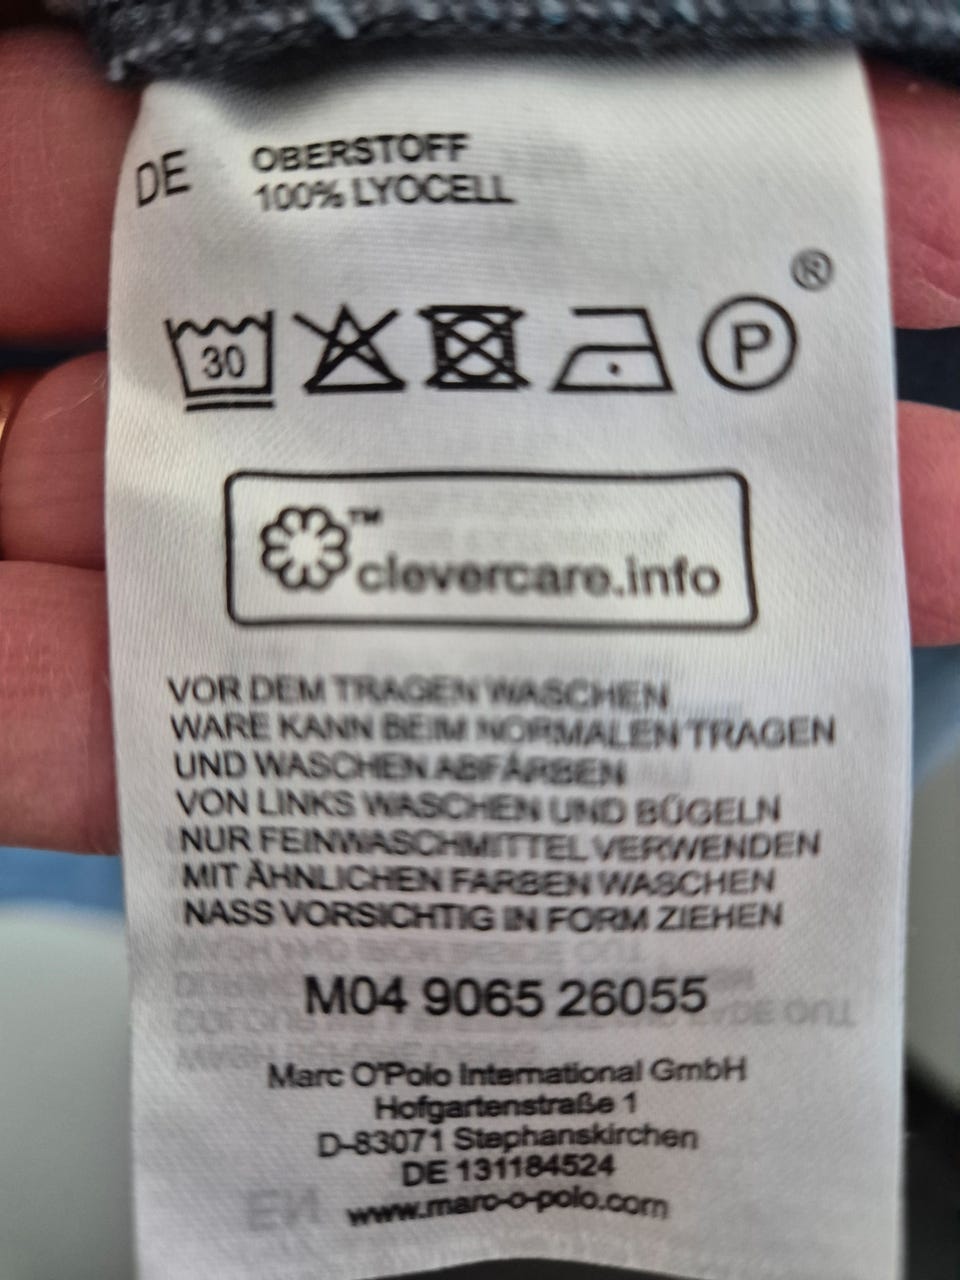 DE OBERSTOFF
100% LYOCELL
®
30 P
™
clevercare.info
VOR DEM TRAGEN WASCHEN
WARE KANN BEIM NORMALEN TRAGEN
UND WASCHEN ABFÄRBEN
VON LINKS WASCHEN UND BÜGELN
NUR FEINWASCHMITTEL VERWENDEN
MIT ÄHNLICHEN FARBEN WASCHEN
NASS VORSICHTIG IN FORM ZIEHEN
M04 9065 26055
Marc O'Polo International GmbH
Hofgartenstraße 1
D-83071 Stephanskirchen
DE 131184524
www.marc-o-polo.com